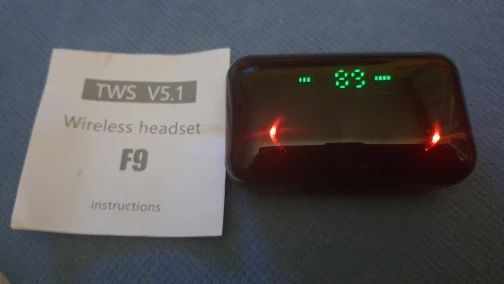 TWS V5.1
Wireless headset
F9
instructions
89